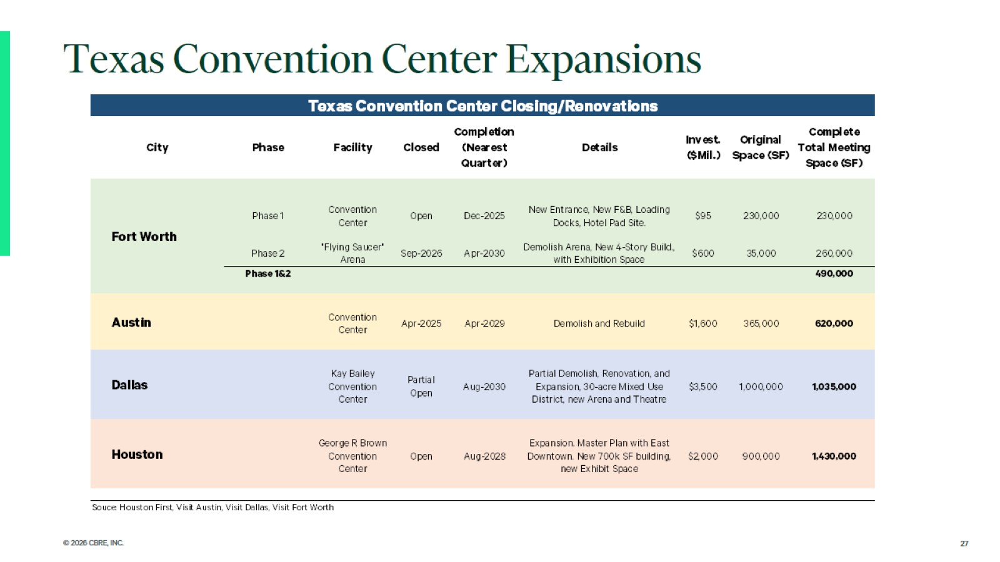 Texas Convention Center Expansions
Texas Convention Center Closing/Renovations
City
Phase
Facility
Closed
Completion
(Nearest
Quarter)
Details
Invest.
($Mil.)
Original
Space (SF)
Complete
Total Meeting
Space (SF)
Fort Worth
Phase 1
Convention
Center
Open
Dec-2025
New Entrance, New F&B, Loading
Docks, Hotel Pad Site.
$95
230,000
230,000
Phase 2
"Flying Saucer"
Arena
Sep-2026
Apr-2030
Demolish Arena, New 4-Story Build.,
with Exhibition Space
$600
35,000
260,000
Phase 1&2
490,000
Austin
Convention
Center
Apr-2025
Apr-2029
Demolish and Rebuild
$1,600
365,000
620,000
Dallas
Kay Bailey
Convention
Center
Partial
Open
Aug-2030
Partial Demolish, Renovation, and
Expansion, 30-acre Mixed Use
District, new Arena and Theatre
$3,500
1,000,000
1,035,000
Houston
George R Brown
Convention
Center
Open
Aug-2028
Expansion. Master Plan with East
Downtown. New 700k SF building,
new Exhibit Space
$2,000
900,000
1,430,000
Souce: Houston First, Visit Austin, Visit Dallas, Visit Fort Worth
© 2026 CBRE, INC.
27